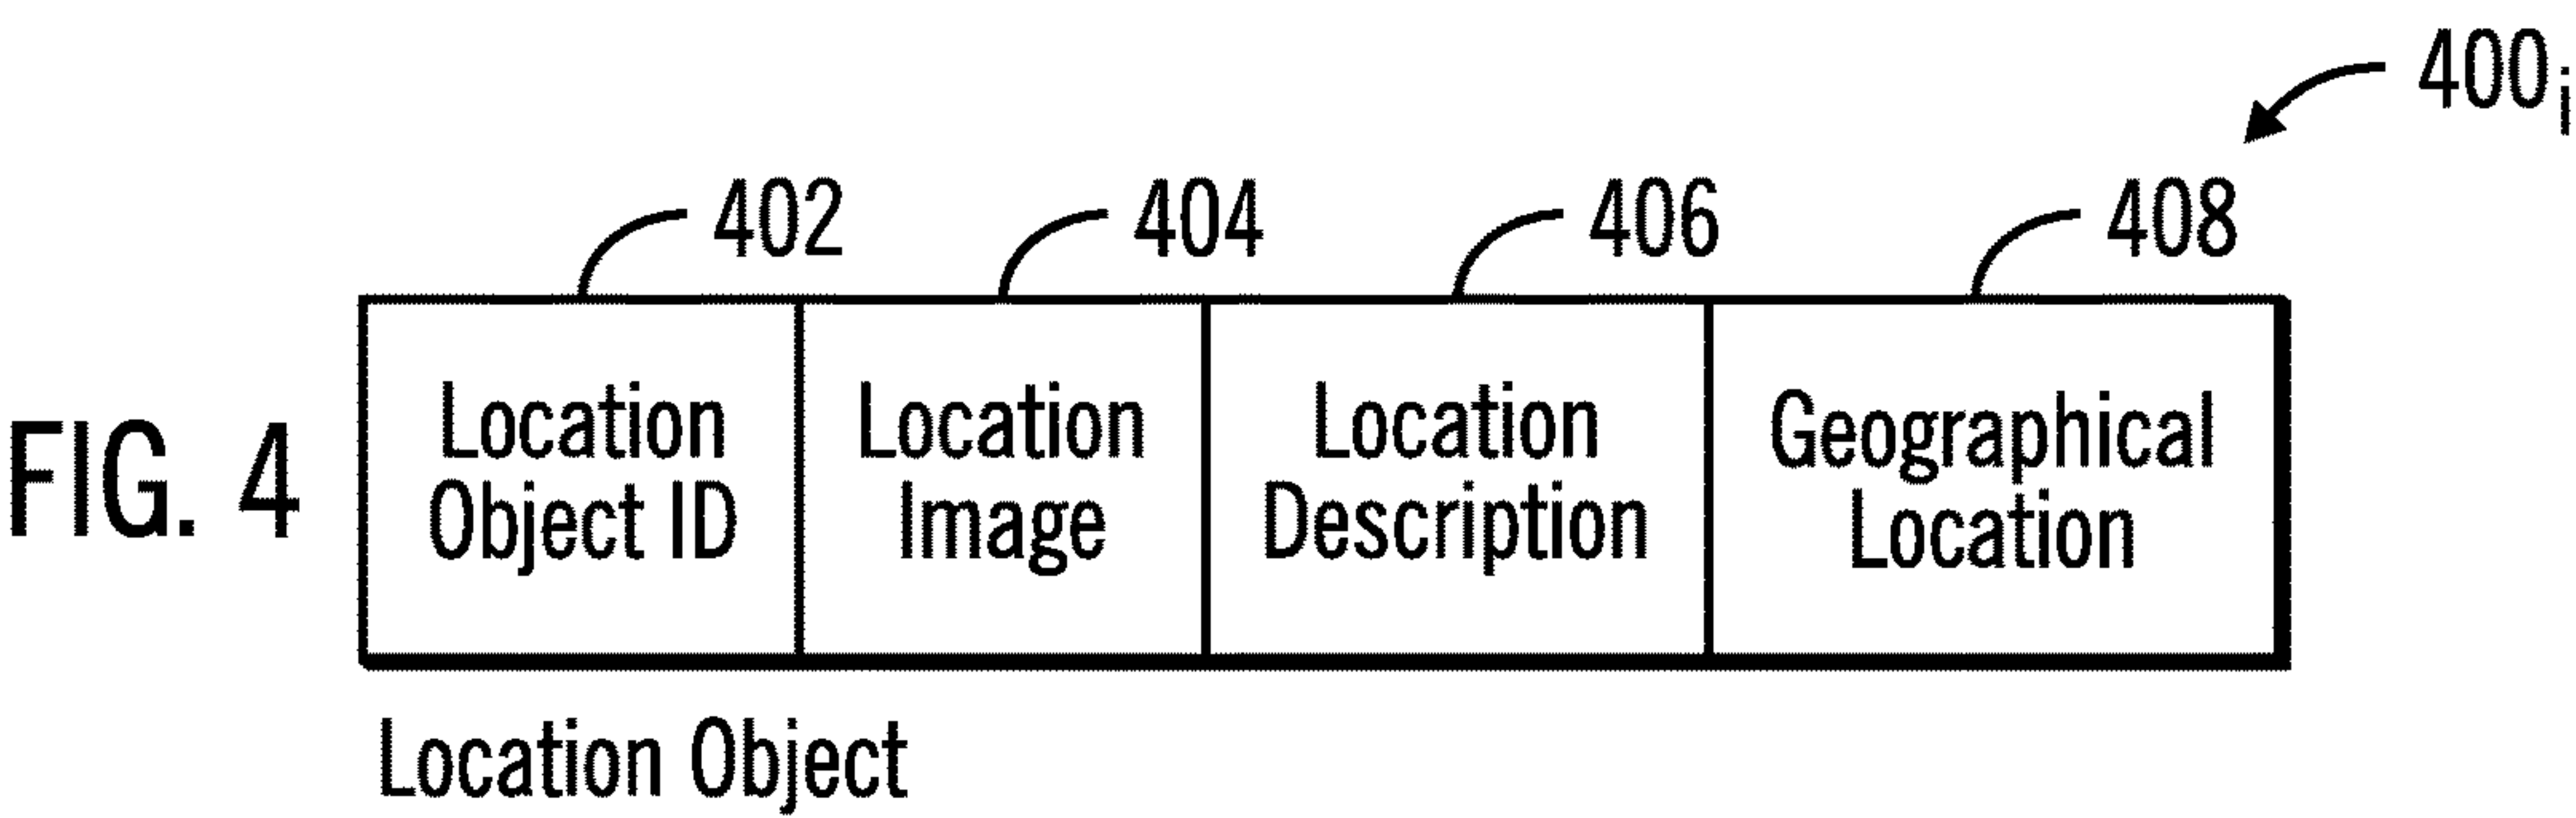 400i
402 404 406 408
FIG. 4
Location Object ID
Location Image
Location Description
Geographical Location
Location Object